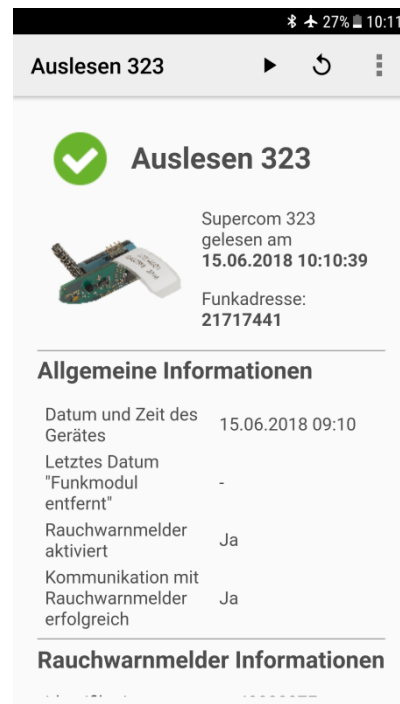 27% 10:11
Auslesen 323
Auslesen 323
Supercom 323
gelesen am
15.06.2018 10:10:39
Funkadresse:
21717441
Allgemeine Informationen
Datum und Zeit des
Gerätes
15.06.2018 09:10
Letztes Datum
"Funkmodul
entfernt"
-
Rauchwarnmelder
aktiviert
Ja
Kommunikation mit
Rauchwarnmelder
erfolgreich
Ja
Rauchwarnmelder Informationen